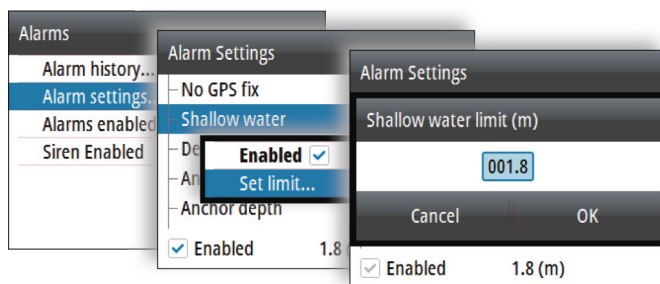 Alarms
Alarm history...
Alarm settings.
Alarms enabled
Siren Enabled
Alarm Settings
No GPS fix
Shallow water
Enabled
Set limit...
Anchor depth
Enabled 1.8
Alarm Settings
Shallow water limit (m)
001.8
Cancel OK
Enabled 1.8 (m)